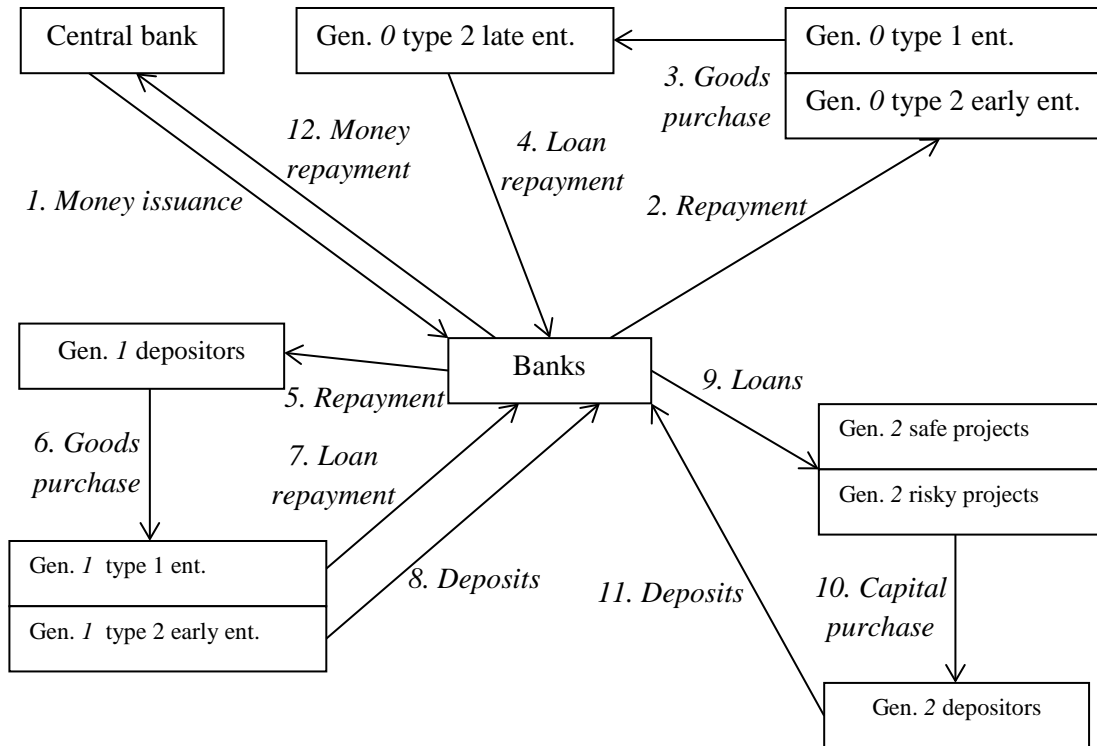 Central bank
Gen. 0 type 2 late ent.
Gen. 0 type 1 ent.
Gen. 0 type 2 early ent.
3. Goods
purchase
12. Money
repayment
4. Loan
repayment
1. Money issuance
2. Repayment
Gen. 1 depositors
Banks
5. Repayment
9. Loans
6. Goods
purchase
7. Loan
repayment
Gen. 2 safe projects
Gen. 2 risky projects
Gen. 1 type 1 ent.
Gen. 1 type 2 early ent.
8. Deposits
11. Deposits
10. Capital
purchase
Gen. 2 depositors